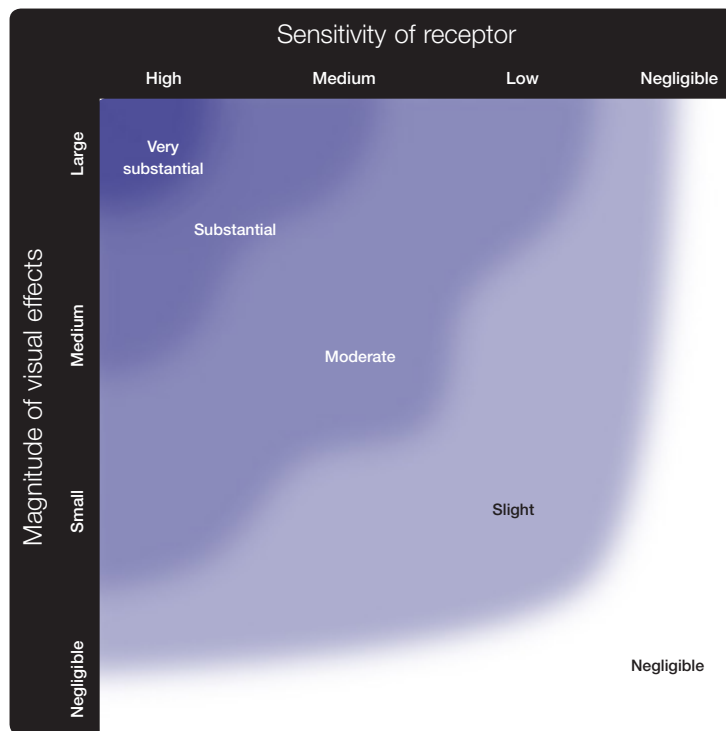 Sensitivity of receptor
High Medium Low Negligible
Magnitude of visual effects
Large
Medium
Small
Negligible
Very
substantial
Substantial
Moderate
Slight
Negligible